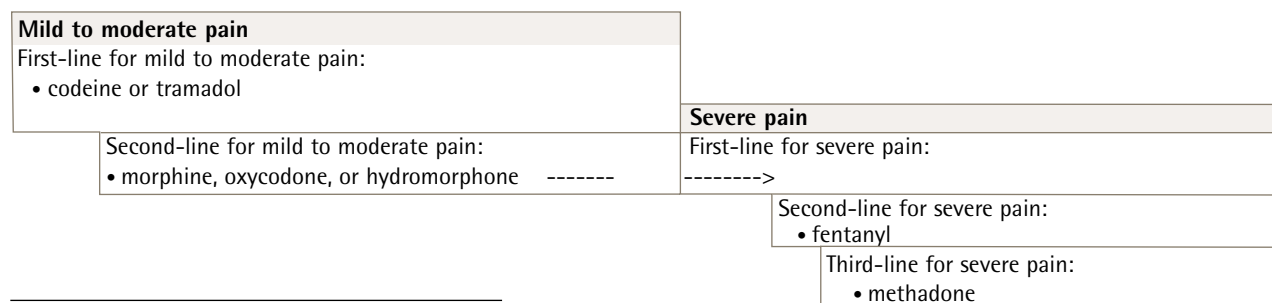 Mild to moderate pain
First-line for mild to moderate pain:
• codeine or tramadol
Severe pain
Second-line for mild to moderate pain:
• morphine, oxycodone, or hydromorphone -------
First-line for severe pain:
-------->
Second-line for severe pain:
• fentanyl
Third-line for severe pain:
• methadone